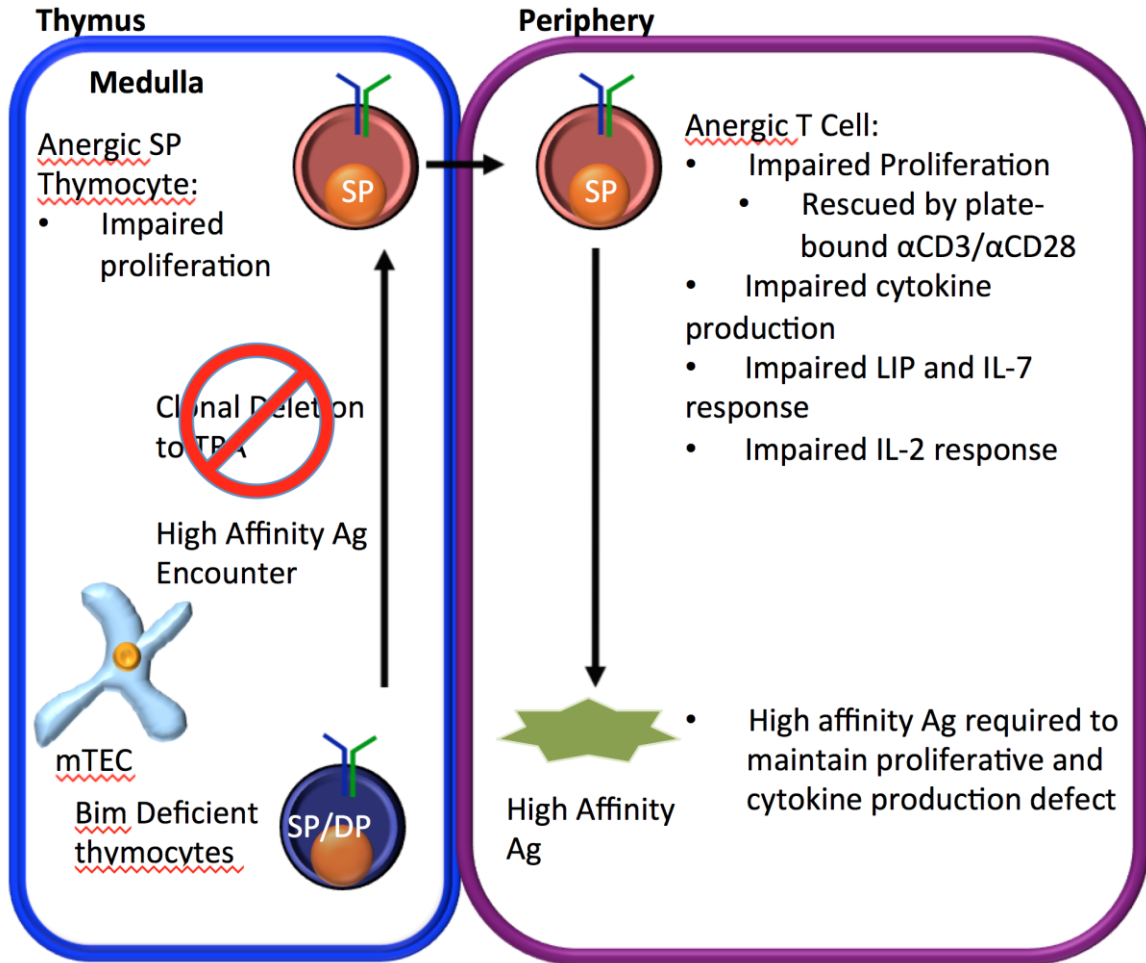 Thymus
Medulla
Anergic SP
Thymocyte:
• Impaired
proliferation
SP
Clonal Deletion
to TRA
High Affinity Ag
Encounter
mTEC
Bim Deficient
thymocytes
SP/DP
Periphery
SP
Anergic T Cell:
• Impaired Proliferation
• Rescued by plate-
bound αCD3/αCD28
• Impaired cytokine
production
• Impaired LIP and IL-7
response
• Impaired IL-2 response
High Affinity
Ag
• High affinity Ag required to
maintain proliferative and
cytokine production defect